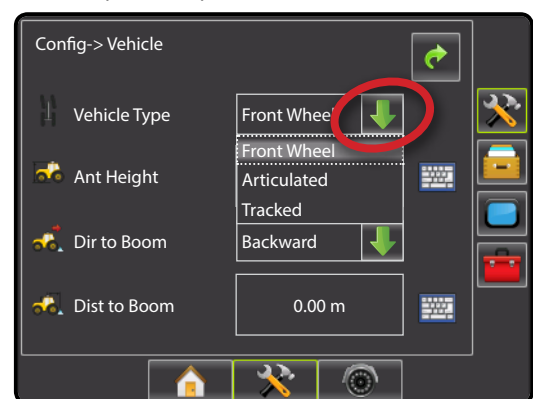 Config-> Vehicle
Vehicle Type
Front Wheel
Front Wheel
Ant Height
Articulated
Tracked
Dir to Boom
Backward
Dist to Boom
0.00 m